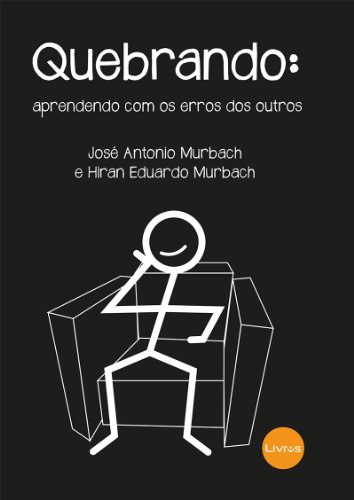 Quebrando:
aprendendo com os erros dos outros
José Antonio Murbach
e Hiran Eduardo Murbach
Livrus